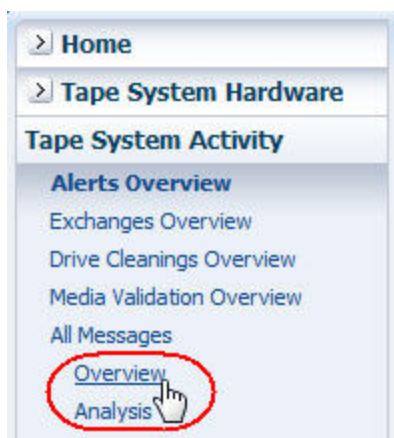 Home
Tape System Hardware
Tape System Activity
Alerts Overview
Exchanges Overview
Drive Cleanings Overview
Media Validation Overview
All Messages
Overview
Analysis